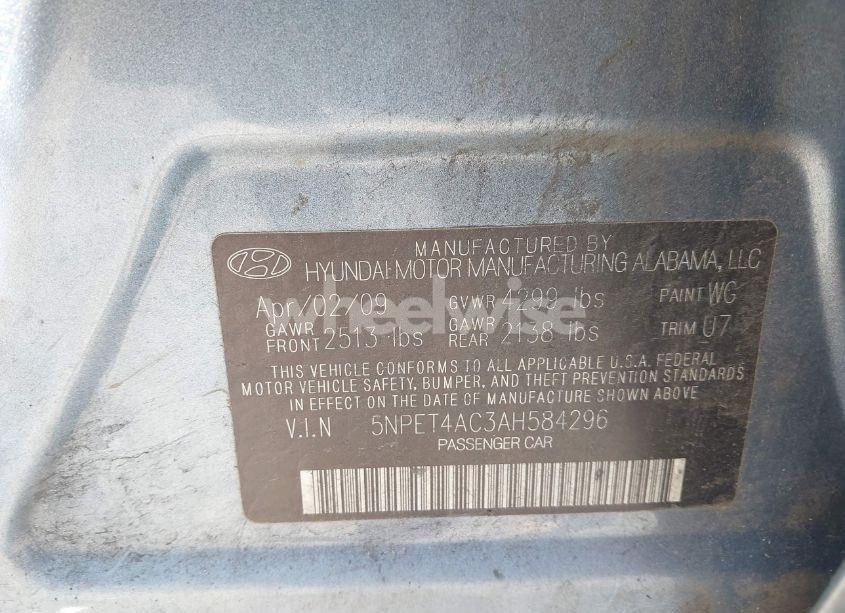 MANUFACTURED BY
HYUNDAI MOTOR MANUFACTURING ALABAMA, LLC
Apr/02/09 GVWR 4299 lbs PAINT WC
GAWR FRONT 2513 lbs GAWR REAR 2138 lbs TRIM U7
THIS VEHICLE CONFORMS TO ALL APPLICABLE U.S.A. FEDERAL
MOTOR VEHICLE SAFETY, BUMPER, AND THEFT PREVENTION STANDARDS
IN EFFECT ON THE DATE OF MANUFACTURE SHOWN ABOVE
V.I.N 5NPET4AC3AH584296
PASSENGER CAR
wheelwise